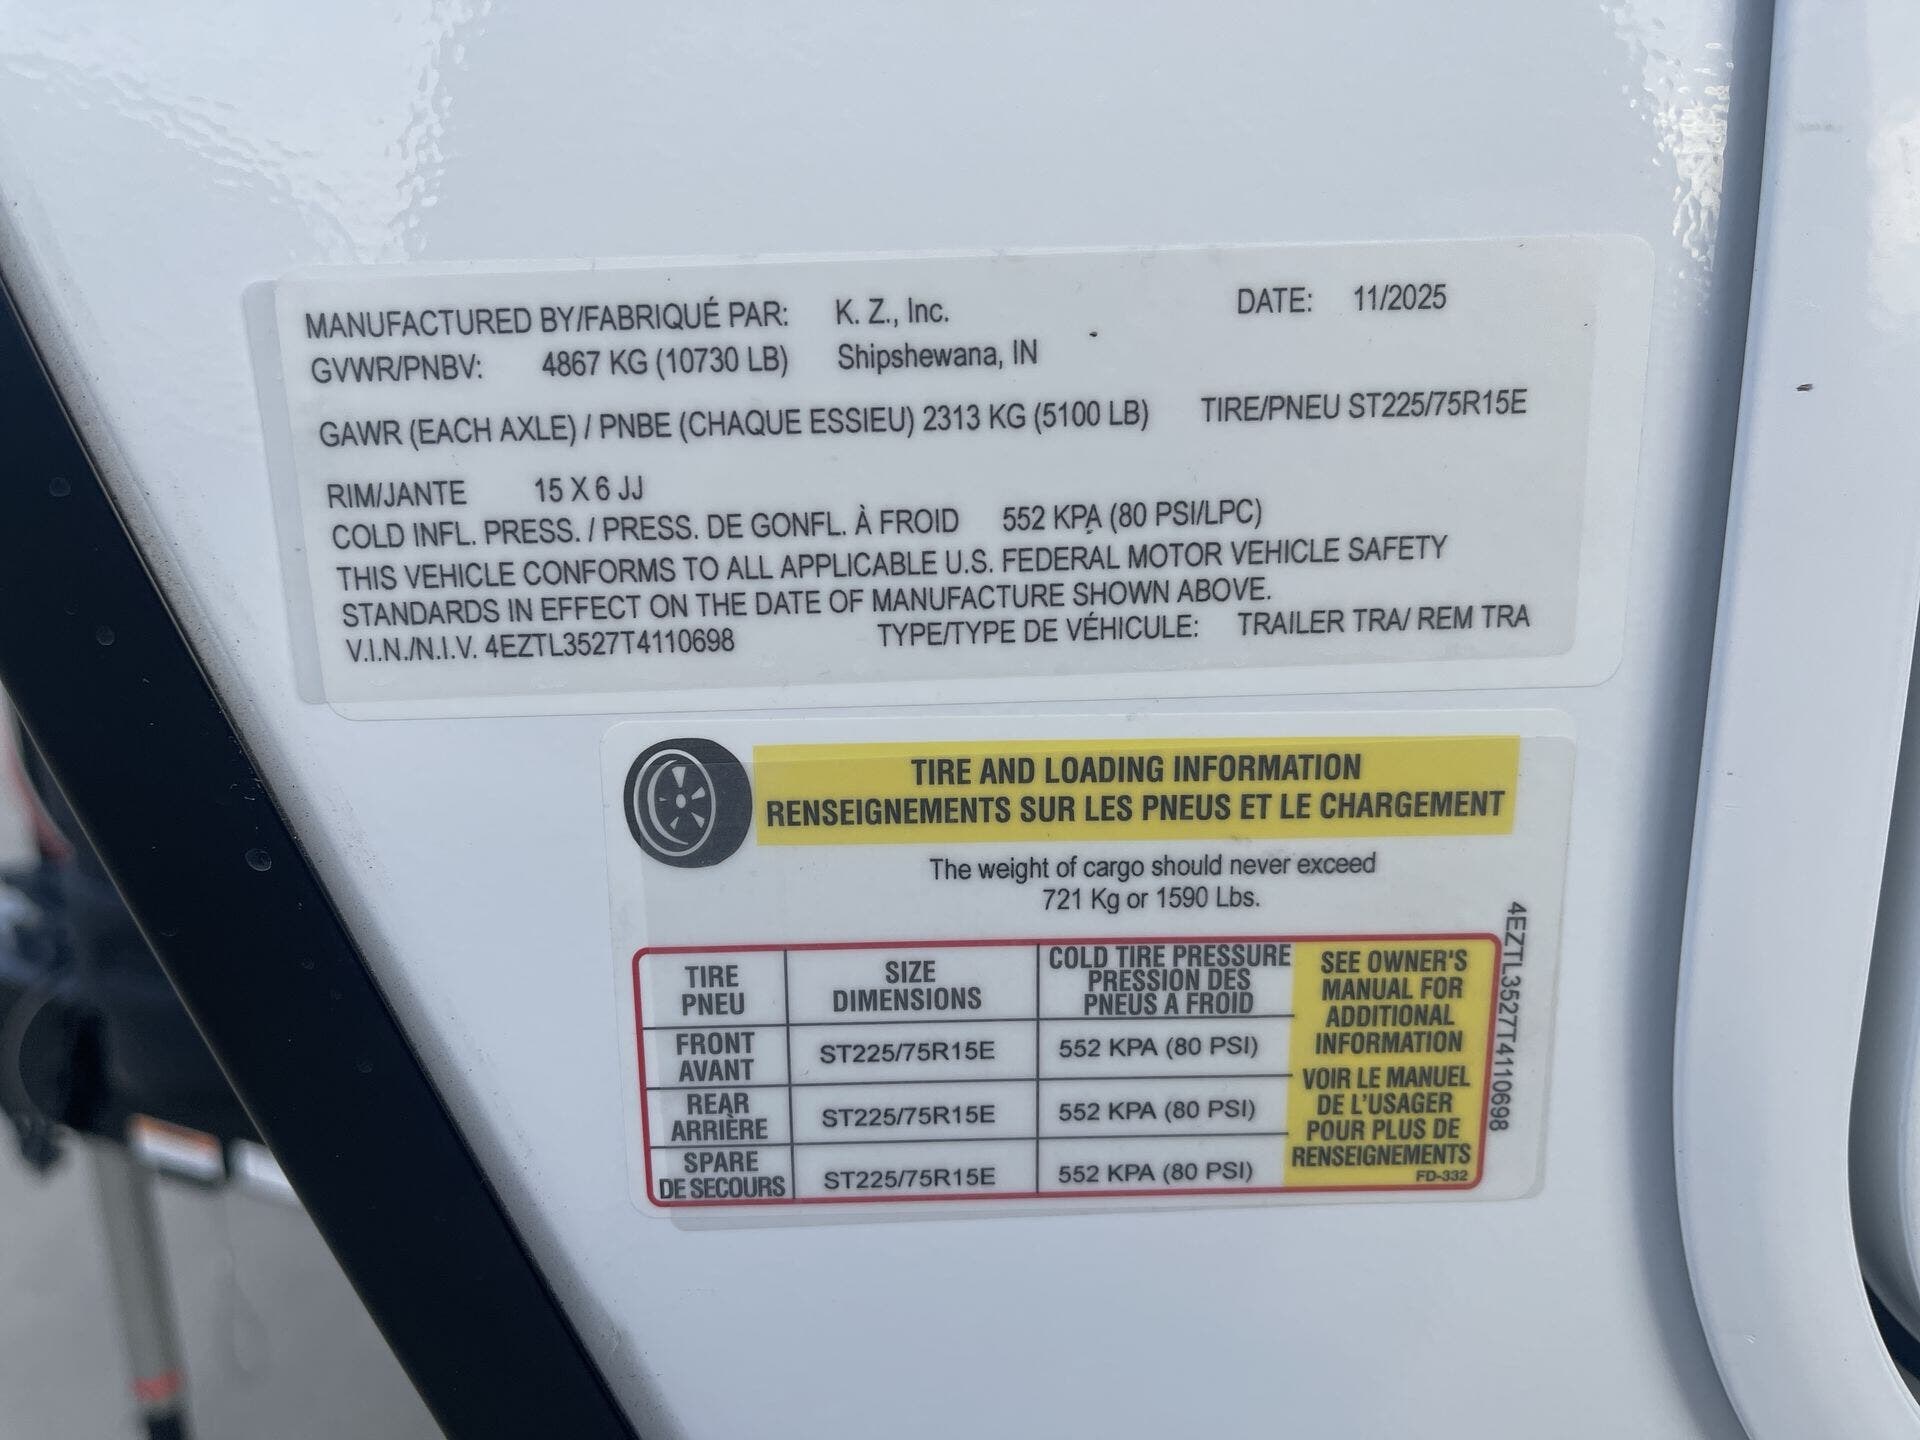 MANUFACTURED BY/FABRIQUÉ PAR: K. Z., Inc. DATE: 11/2025
GVWR/PNBV: 4867 KG (10730 LB) Shipshewana, IN
GAWR (EACH AXLE) / PNBE (CHAQUE ESSIEU) 2313 KG (5100 LB) TIRE/PNEU ST225/75R15E
RIM/JANTE 15 X 6 JJ
COLD INFL. PRESS. / PRESS. DE GONFL. À FROID 552 KPA (80 PSI/LPC)
THIS VEHICLE CONFORMS TO ALL APPLICABLE U.S. FEDERAL MOTOR VEHICLE SAFETY
STANDARDS IN EFFECT ON THE DATE OF MANUFACTURE SHOWN ABOVE.
V.I.N./N.I.V. 4EZTL3527T4110698 TYPE/TYPE DE VÉHICULE: TRAILER TRA/ REM TRA
TIRE AND LOADING INFORMATION
RENSEIGNEMENTS SUR LES PNEUS ET LE CHARGEMENT
The weight of cargo should never exceed
721 Kg or 1590 Lbs.
TIRE
PNEU
SIZE
DIMENSIONS
COLD TIRE PRESSURE
PRESSION DES
PNEUS A FROID
FRONT
AVANT
ST225/75R15E
552 KPA (80 PSI)
REAR
ARRIÈRE
ST225/75R15E
552 KPA (80 PSI)
SPARE
DE SECOURS
ST225/75R15E
552 KPA (80 PSI)
SEE OWNER'S
MANUAL FOR
ADDITIONAL
INFORMATION
VOIR LE MANUEL
DE L'USAGER
POUR PLUS DE
RENSEIGNEMENTS
FD-332
4EZTL3527T4110698